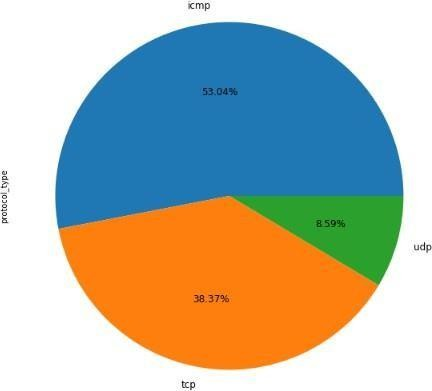 icmp
53.04%
protocol_type
8.59%
udp
38.37%
tcp